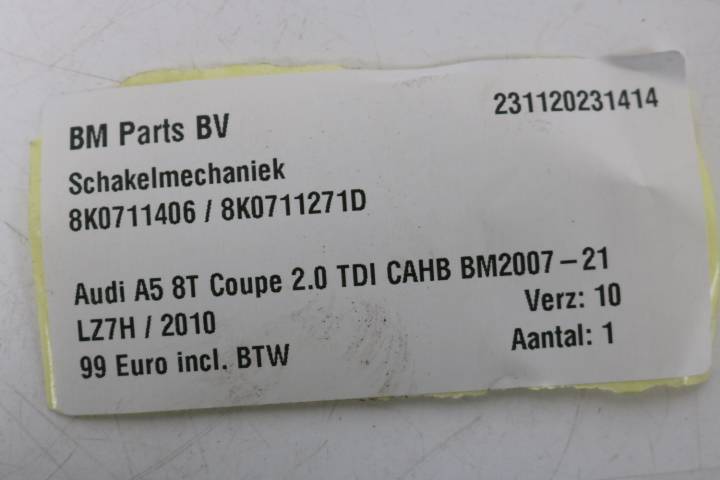 BM Parts BV 231120231414
Schakelmechaniek
8K0711406 / 8K0711271D
Audi A5 8T Coupe 2.0 TDI CAHB BM2007-21
LZ7H / 2010 Verz: 10
99 Euro incl. BTW Aantal: 1